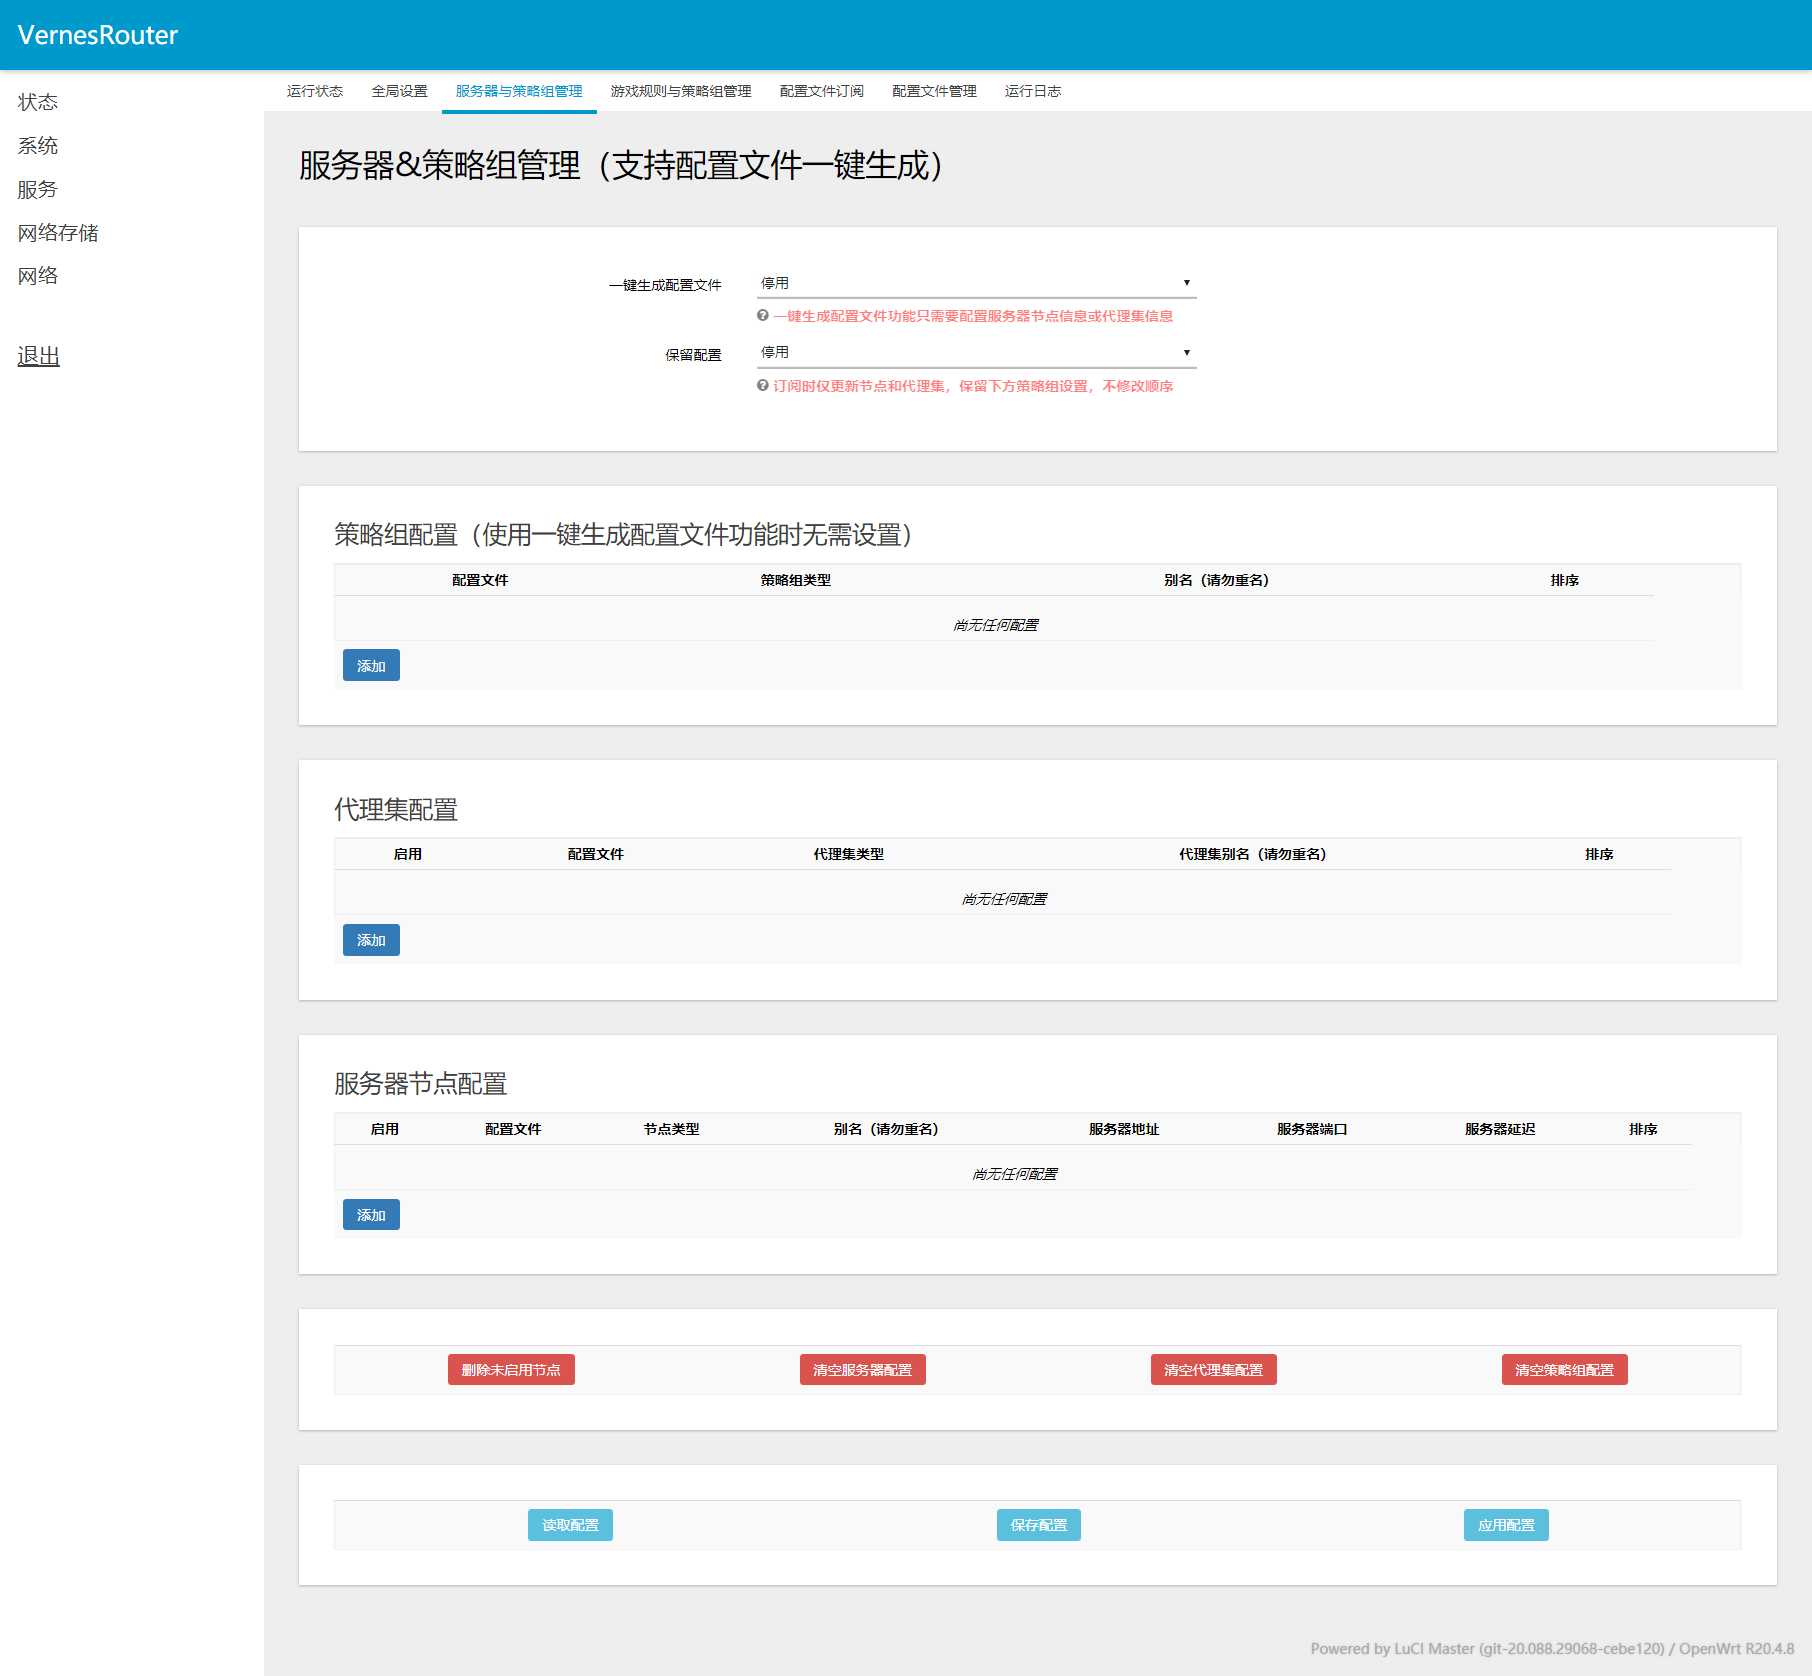 VernesRouter
状态
系统
服务
网络存储
网络
退出
运行状态 全局设置 服务器与策略组管理 游戏规则与策略组管理 配置文件订阅 配置文件管理 运行日志
服务器&策略组管理（支持配置文件一键生成）
一键生成配置文件 停用
一键生成配置文件功能只需要配置服务器节点信息或代理集信息
保留配置 停用
订阅时仅更新节点和代理集，保留下方策略组设置，不修改顺序
策略组配置（使用一键生成配置文件功能时无需设置）
配置文件 策略组类型 别名（请勿重名） 排序
尚无任何配置
添加
代理集配置
启用 配置文件 代理集类型 代理集别名（请勿重名） 排序
尚无任何配置
添加
服务器节点配置
启用 配置文件 节点类型 别名（请勿重名） 服务器地址 服务器端口 服务器延迟 排序
尚无任何配置
添加
删除未启用节点 清空服务器配置 清空代理集配置 清空策略组配置
读取配置 保存配置 应用配置
Powered by LuCI Master (git-20.088.29068-cebe120) / OpenWrt R20.4.8